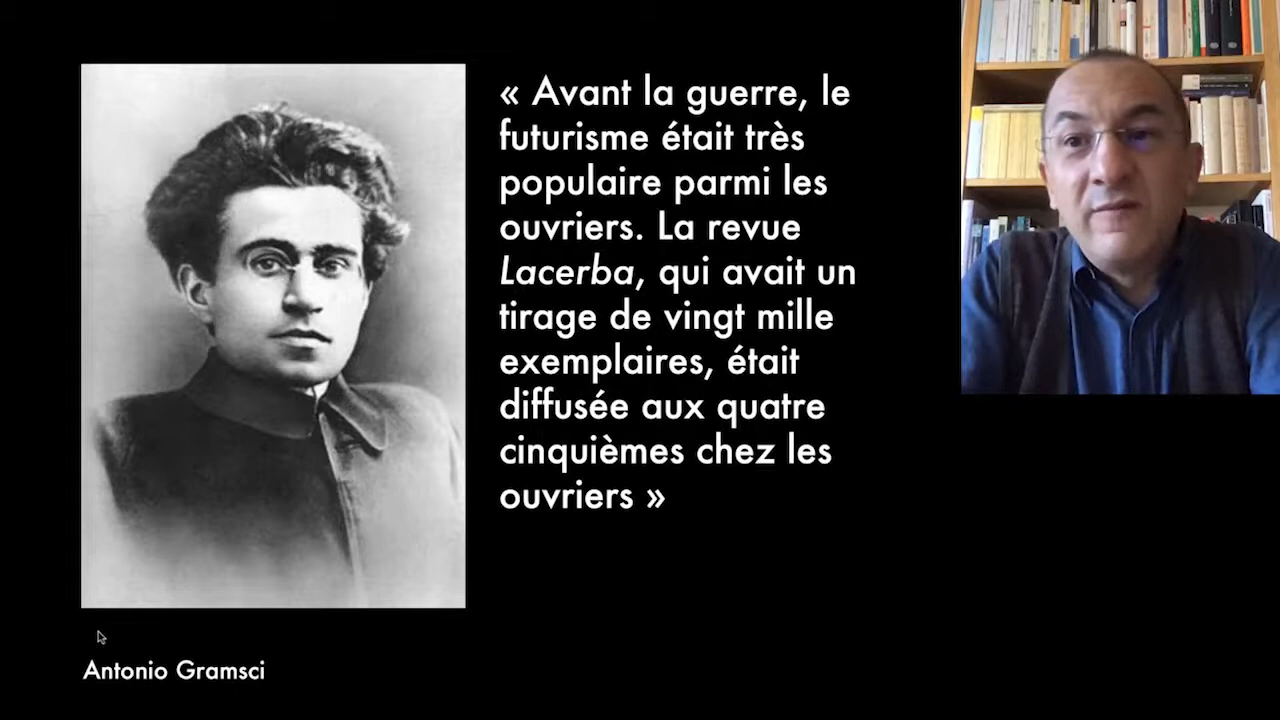 « Avant la guerre, le
futurisme était très
populaire parmi les
ouvriers. La revue
Lacerba, qui avait un
tirage de vingt mille
exemplaires, était
diffusée aux quatre
cinquièmes chez les
ouvriers »
Antonio Gramsci